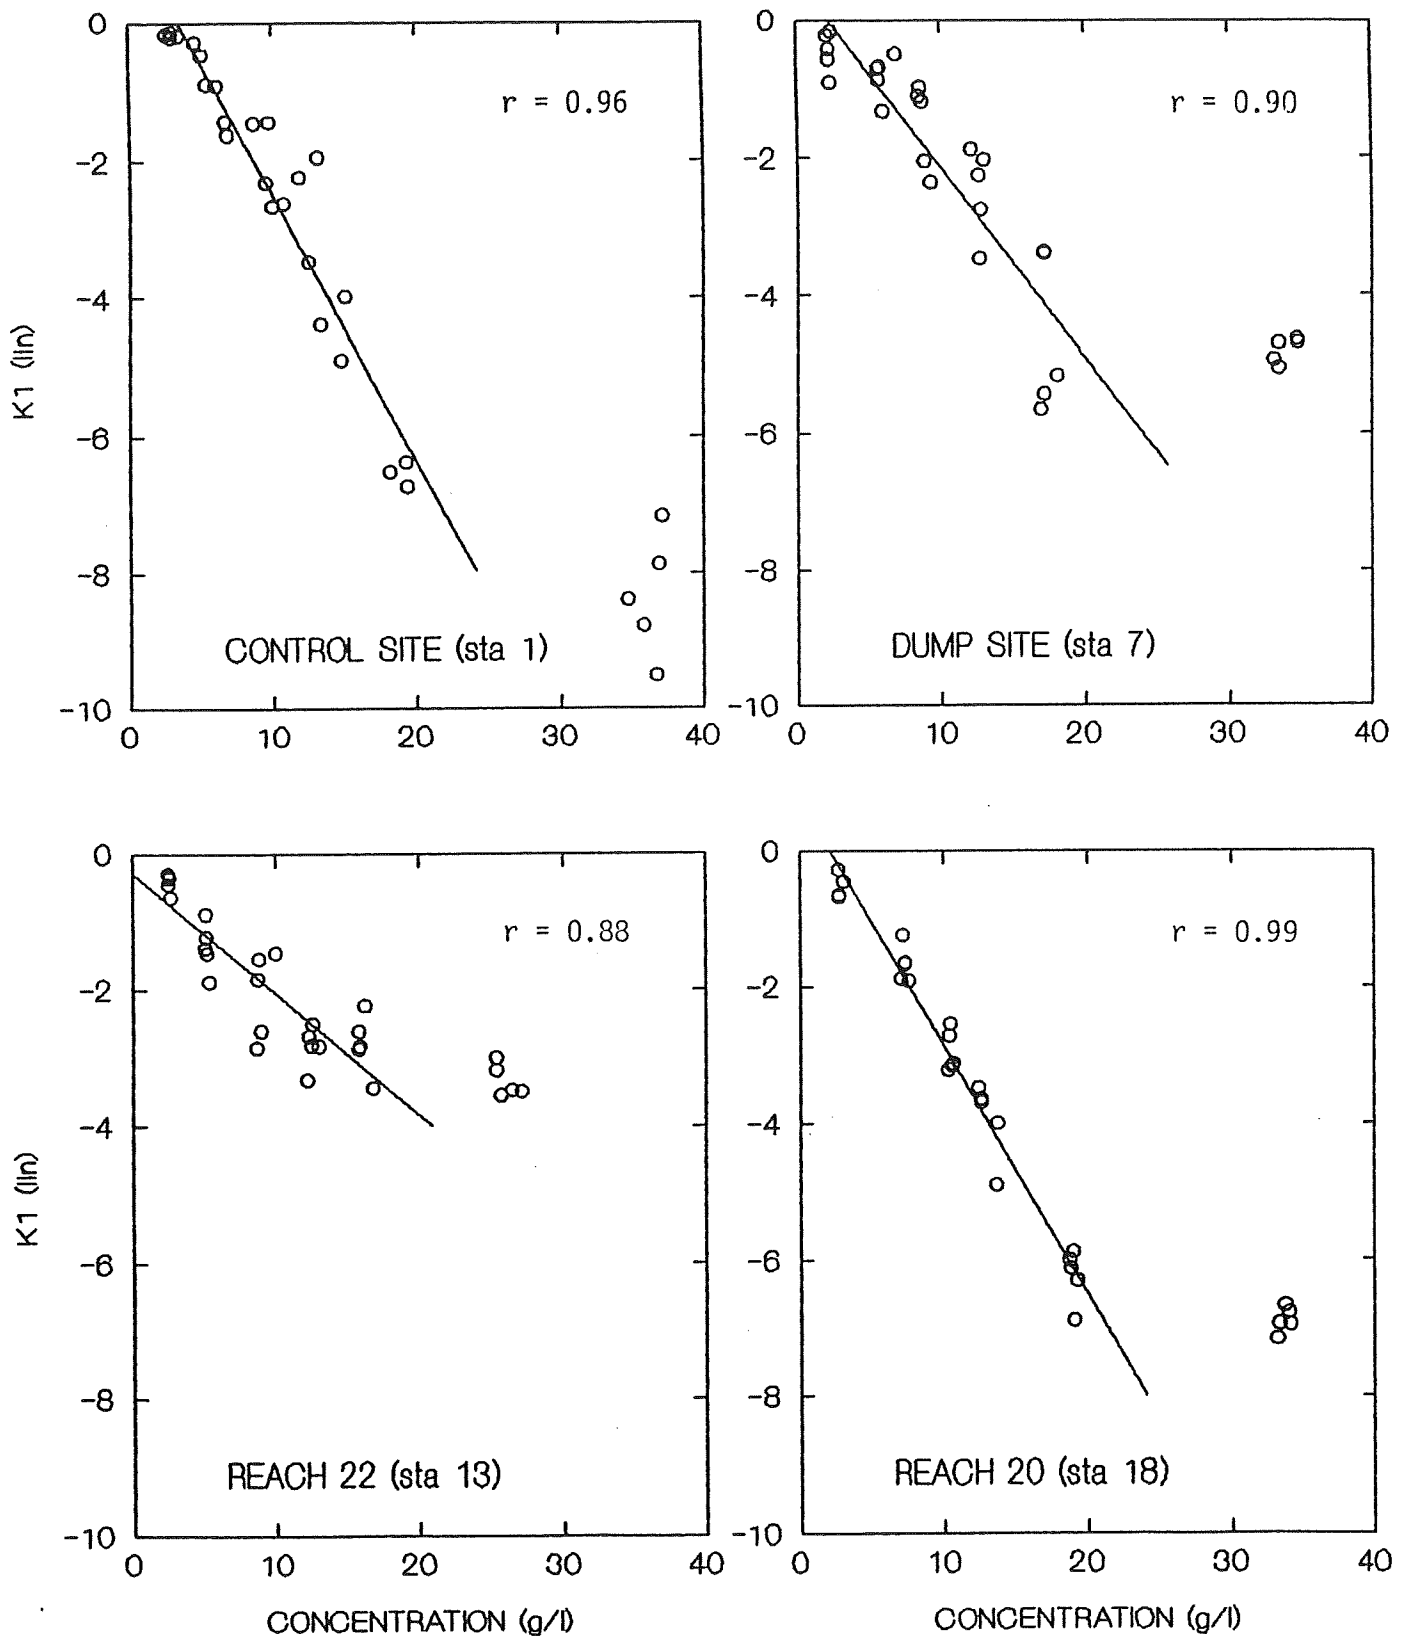 0
-2
-4
-6
-8
-10
K1 (lin)
r = 0.96
CONTROL SITE (sta 1)
0 10 20 30 40
0
-2
-4
-6
-8
-10
r = 0.90
DUMP SITE (sta 7)
0 10 20 30 40
0
-2
-4
-6
-8
-10
K1 (lin)
r = 0.88
REACH 22 (sta 13)
0 10 20 30 40
CONCENTRATION (g/l)
0
-2
-4
-6
-8
-10
r = 0.99
REACH 20 (sta 18)
0 10 20 30 40
CONCENTRATION (g/l)